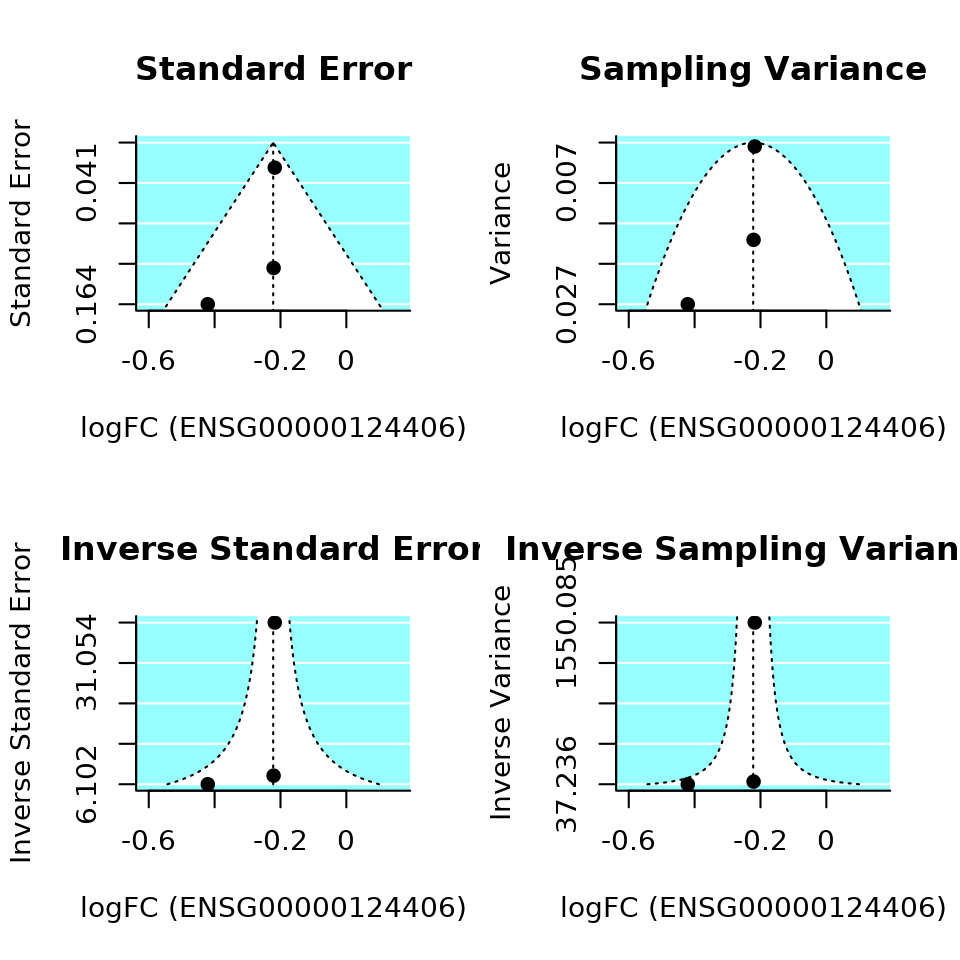 Standard Error
Standard Error
0.041
0.164
-0.6
-0.2
0
logFC (ENSG00000124406)
Sampling Variance
Variance
0.007
0.027
-0.6
-0.2
0
logFC (ENSG00000124406)
Inverse Standard Error
Inverse Standard Error
31.054
6.102
-0.6
-0.2
0
logFC (ENSG00000124406)
Inverse Sampling Varian
Inverse Variance
1550.085
37.236
-0.6
-0.2
0
logFC (ENSG00000124406)